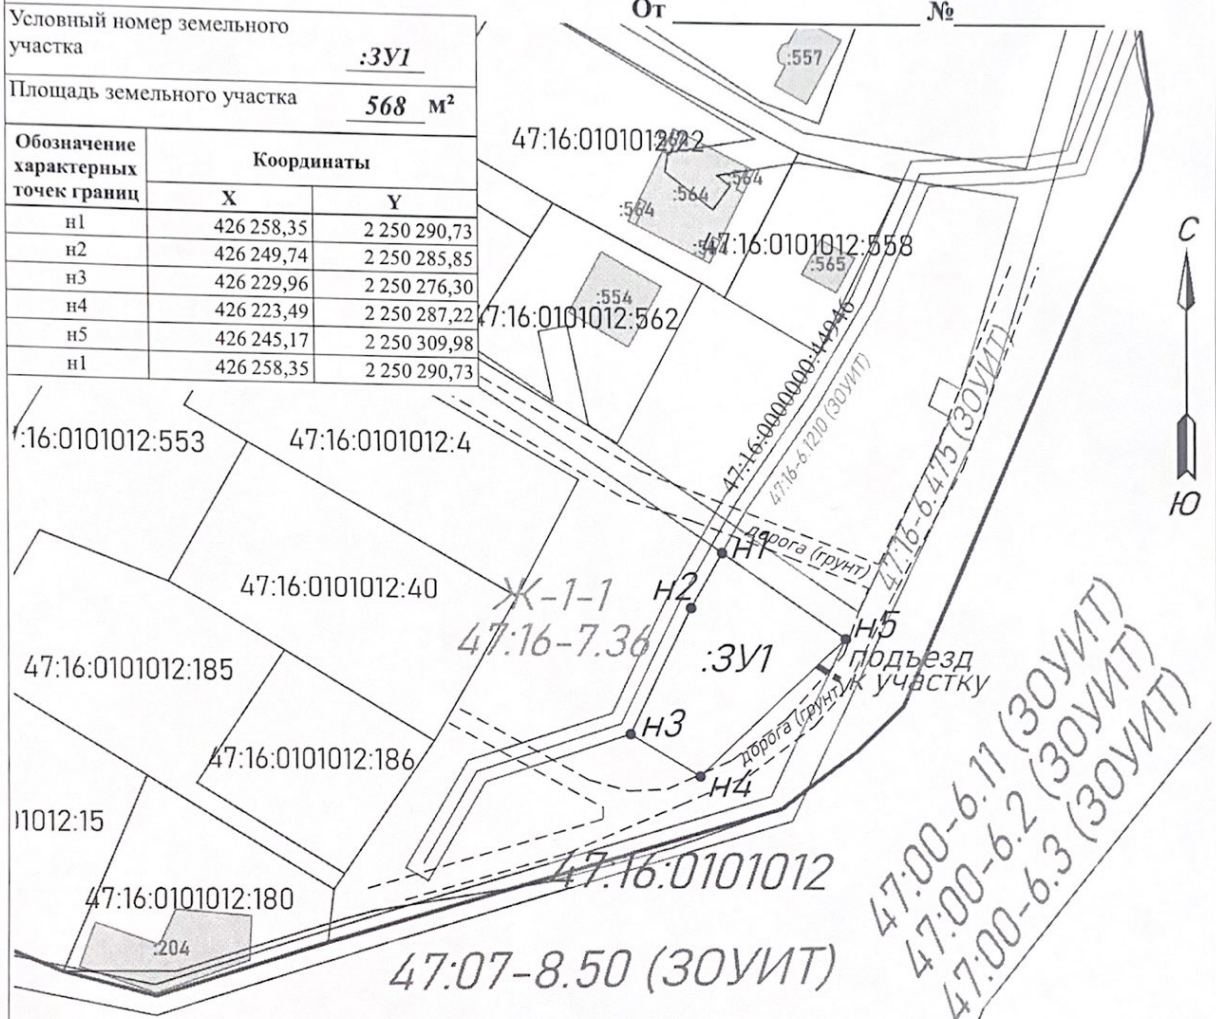 От № 
Условный номер земельного
участка
:ЗУ1
Площадь земельного участка 568 м²
Обозначение
характерных
точек границ
Координаты
X Y
н1 426 258,35 2 250 290,73
н2 426 249,74 2 250 285,85
н3 426 229,96 2 250 276,30
н4 426 223,49 2 250 287,22
н5 426 245,17 2 250 309,98
н1 426 258,35 2 250 290,73
:557
47:16:0101012:22
:564
:564
:564
47:16:0101012:558
:565
:554
47:16:0101012:562
С
Ю
47:16:0000000:44946
47:16-6.1210 (ЗОУИТ)
47:16-6.475 (ЗОУИТ)
:16:0101012:553
47:16:0101012:4
дорога (грунт)
н1
47:16:0101012:40
Ж-1-1
47:16-7.36
н2
:ЗУ1
н5
подъезд
к участку
47:16:0101012:185
н3
дорога (грунт)
47:16:0101012:186
н4
1012:15
47:16:0101012
47:16:0101012:180
:204
47:07-8.50 (ЗОУИТ)
47:00-6.11 (ЗОУИТ)
47:00-6.2 (ЗОУИТ)
47:00-6.3 (ЗОУИТ)